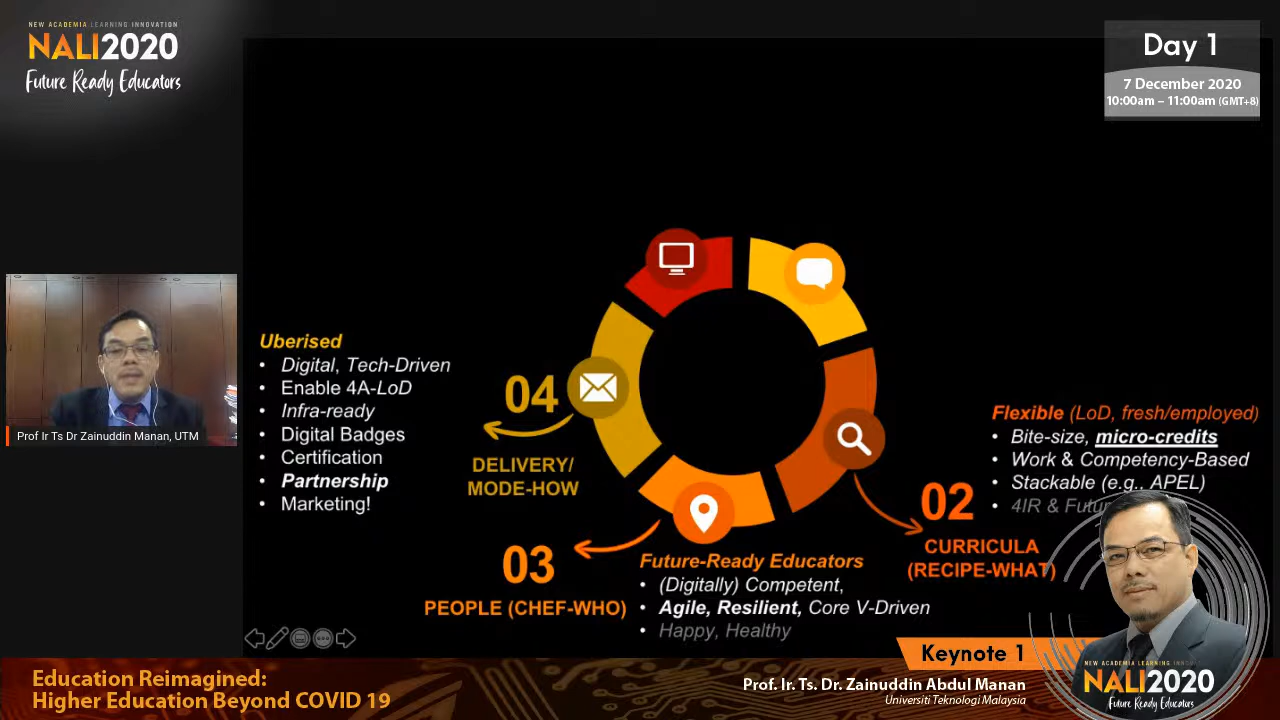 NEW ACADEMIA LEARNING INNOVATION
NALI2020
Future Ready Educators
Day 1
7 December 2020
10:00am – 11:00am (GMT+8)
Prof Ir Ts Dr Zainuddin Manan, UTM
Uberised
• Digital, Tech-Driven
• Enable 4A-LoD
• Infra-ready
• Digital Badges
• Certification
• Partnership
• Marketing!
04
DELIVERY/
MODE-HOW
Flexible (LoD, fresh/employed)
• Bite-size, micro-credits
• Work & Competency-Based
• Stackable (e.g., APEL)
• 4IR &
02
CURRICULA
(RECIPE-WHAT)
03
PEOPLE (CHEF-WHO)
Future-Ready Educators
• (Digitally) Competent,
• Agile, Resilient, Core V-Driven
• Happy, Healthy
Keynote 1
Education Reimagined:
Higher Education Beyond COVID 19
Prof. Ir. Ts. Dr. Zainuddin Abdul Manan
Universiti Teknologi Malaysia
NEW ACADEMIA LEARNING
NALI2020
Future Ready Educators